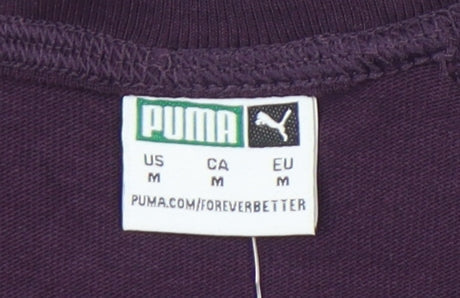 PUMA
US CA EU
M M M
PUMA.COM/FOREVERBETTER